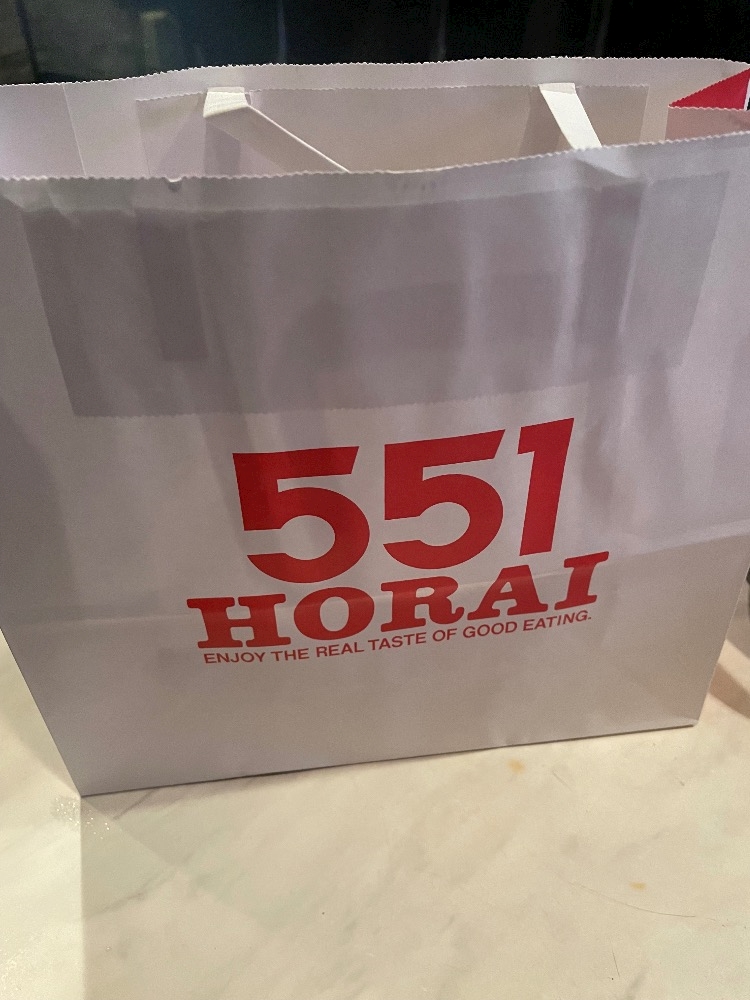 551
HORAI
ENJOY THE REAL TASTE OF GOOD EATING.